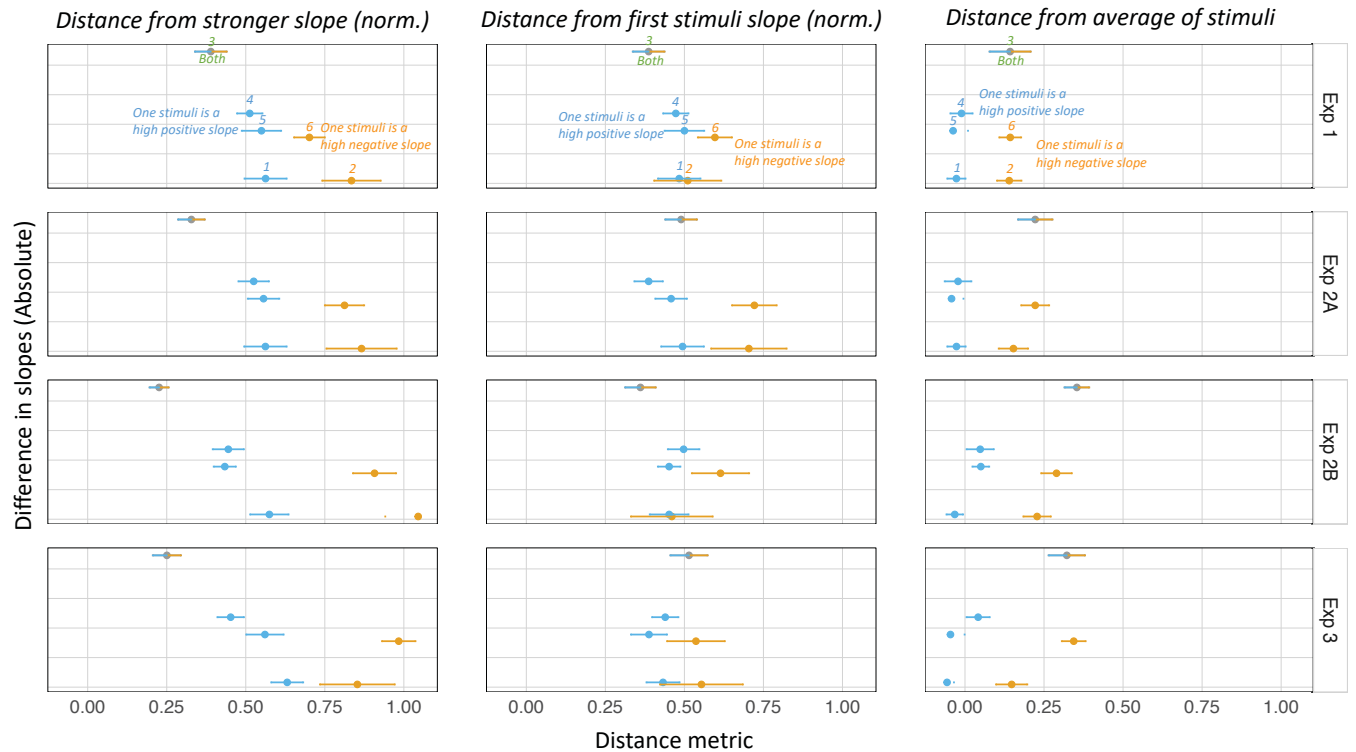 Distance from stronger slope (norm.)
Distance from first stimuli slope (norm.)
Distance from average of stimuli
Difference in slopes (Absolute)
3
Both
4
One stimuli is a
high positive slope
5
6
One stimuli is a
high negative slope
1
2
3
Both
4
One stimuli is a
high positive slope
5
6
One stimuli is a
high negative slope
1
2
3
Both
4
One stimuli is a
high positive slope
5
6
One stimuli is a
high negative slope
1
2
Exp 1
Exp 2A
Exp 2B
Exp 3
0.00 0.25 0.50 0.75 1.00
0.00 0.25 0.50 0.75 1.00
0.00 0.25 0.50 0.75 1.00
Distance metric